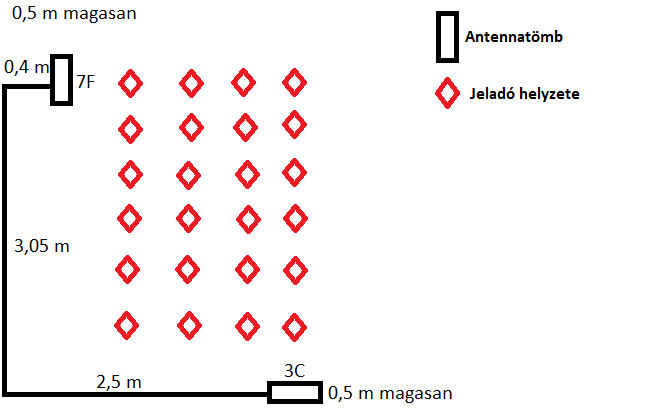 0,5 m magasan
0,4 m
7F
3,05 m
2,5 m
3C
0,5 m magasan
Antennatömb
Jeladó helyzete